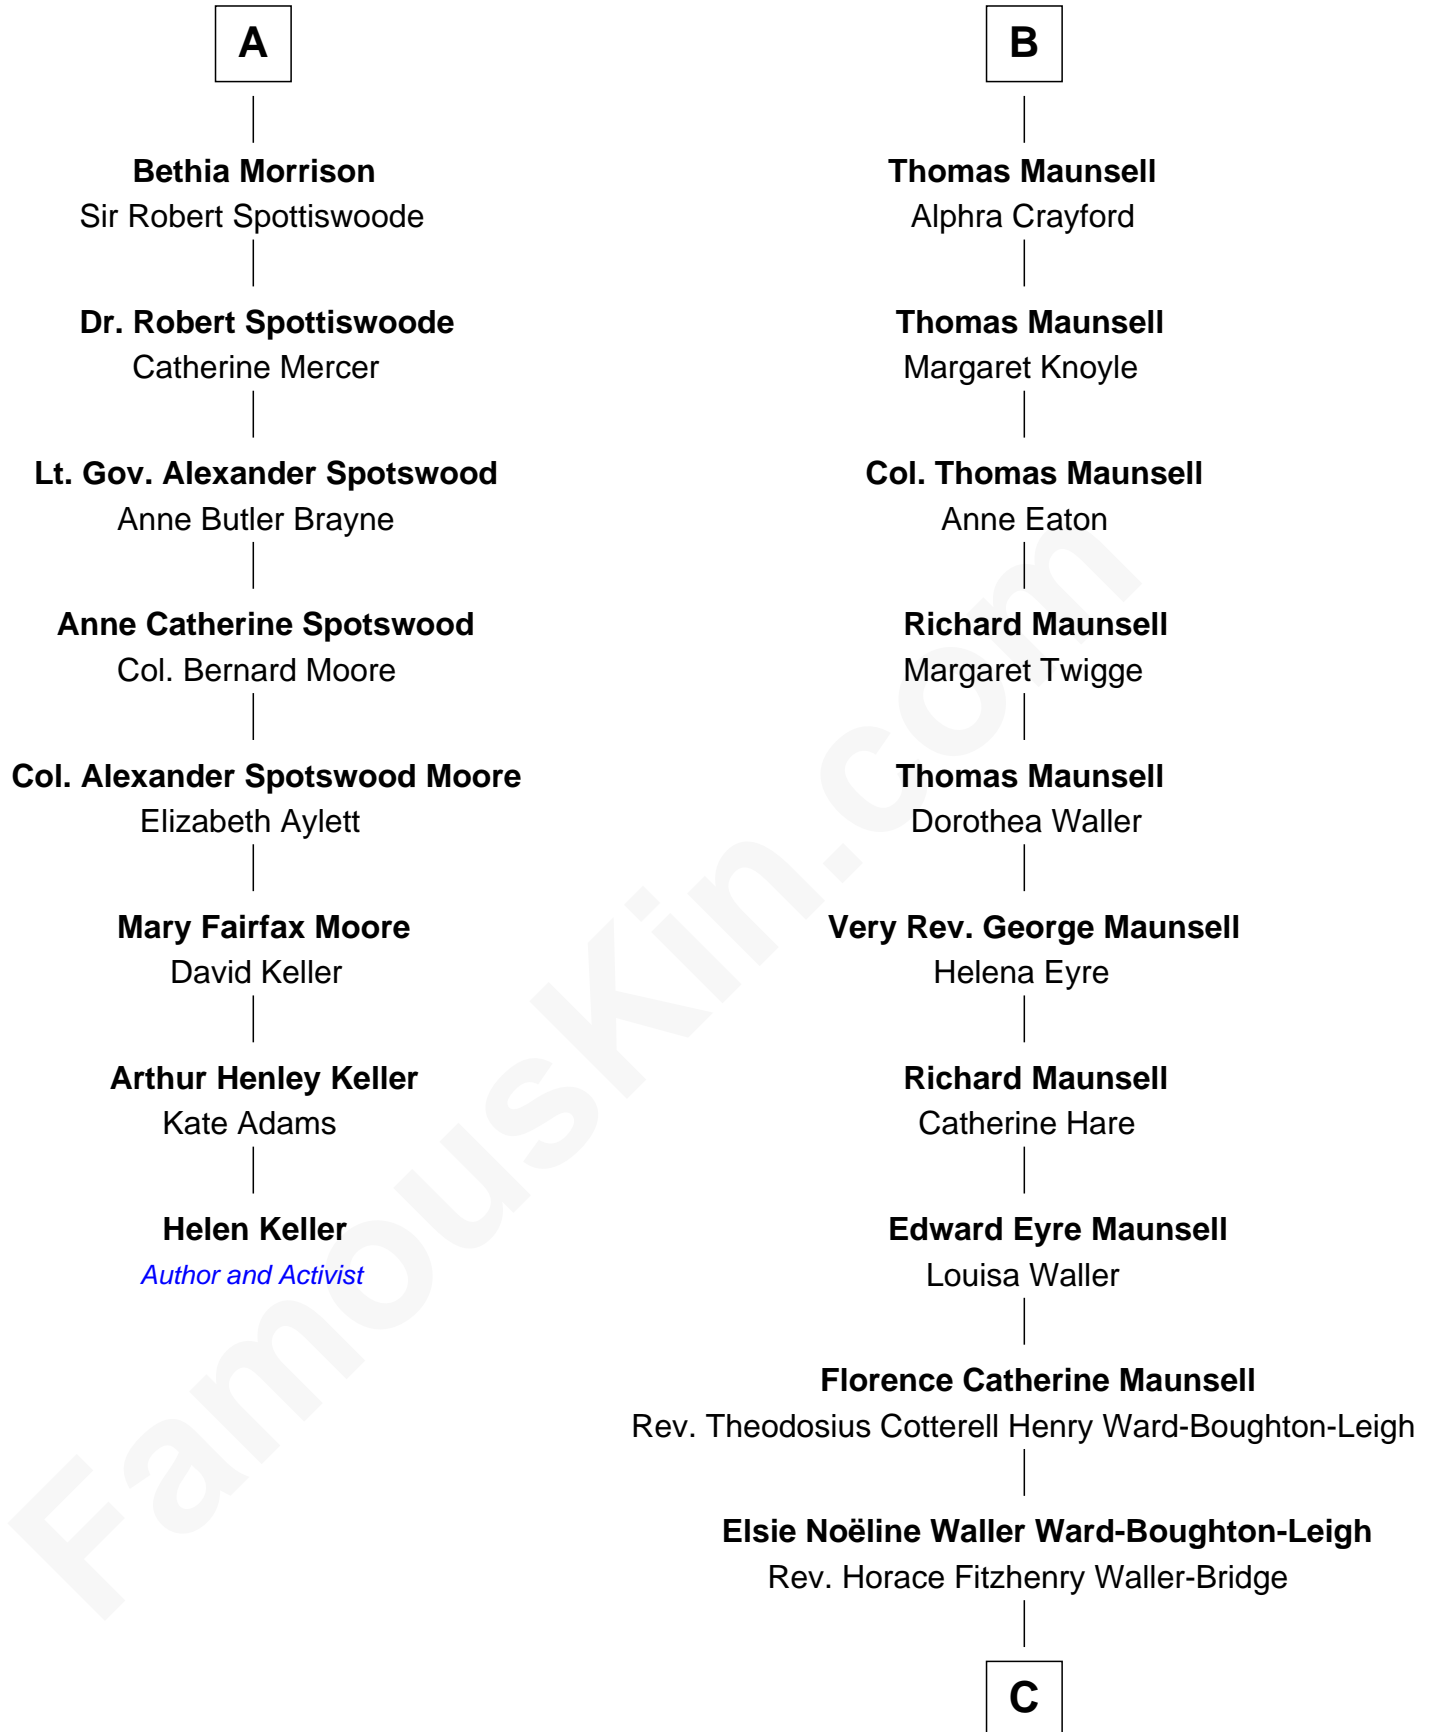 A
Bethia Morrison
Sir Robert Spottiswoode
Dr. Robert Spottiswoode
Catherine Mercer
Lt. Gov. Alexander Spotswood
Anne Butler Brayne
Anne Catherine Spotswood
Col. Bernard Moore
Col. Alexander Spotswood Moore
Elizabeth Aylett
Mary Fairfax Moore
David Keller
Arthur Henley Keller
Kate Adams
Helen Keller
Author and Activist
B
Thomas Maunsell
Alphra Crayford
Thomas Maunsell
Margaret Knoyle
Col. Thomas Maunsell
Anne Eaton
Richard Maunsell
Margaret Twigge
Thomas Maunsell
Dorothea Waller
Very Rev. George Maunsell
Helena Eyre
Richard Maunsell
Catherine Hare
Edward Eyre Maunsell
Louisa Waller
Florence Catherine Maunsell
Rev. Theodosius Cotterell Henry Ward-Boughton-Leigh
Elsie Noëline Waller Ward-Boughton-Leigh
Rev. Horace Fitzhenry Waller-Bridge
C
FamousKin.com